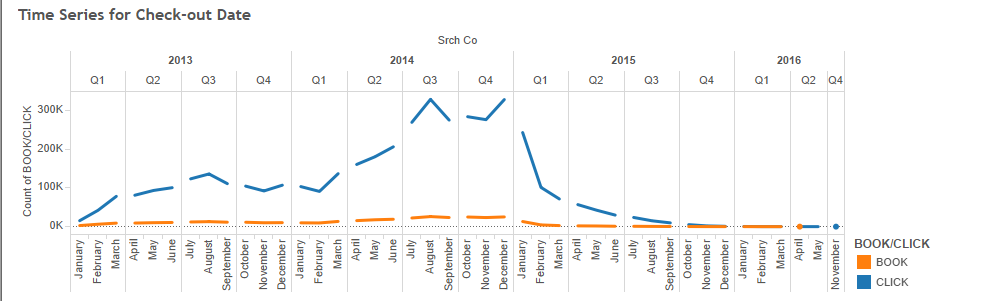 Time Series for Check-out Date
Srch Co
2013 2014 2015 2016
Q1 Q2 Q3 Q4 Q1 Q2 Q3 Q4 Q1 Q2 Q3 Q4 Q1 Q2 Q4
Count of BOOK/CLICK
300K
200K
100K
0K
January February March April May June July August September October November December January February March April May June July August September October November December January February March April May June July August September October November December January February March April May November
BOOK/CLICK
BOOK
CLICK